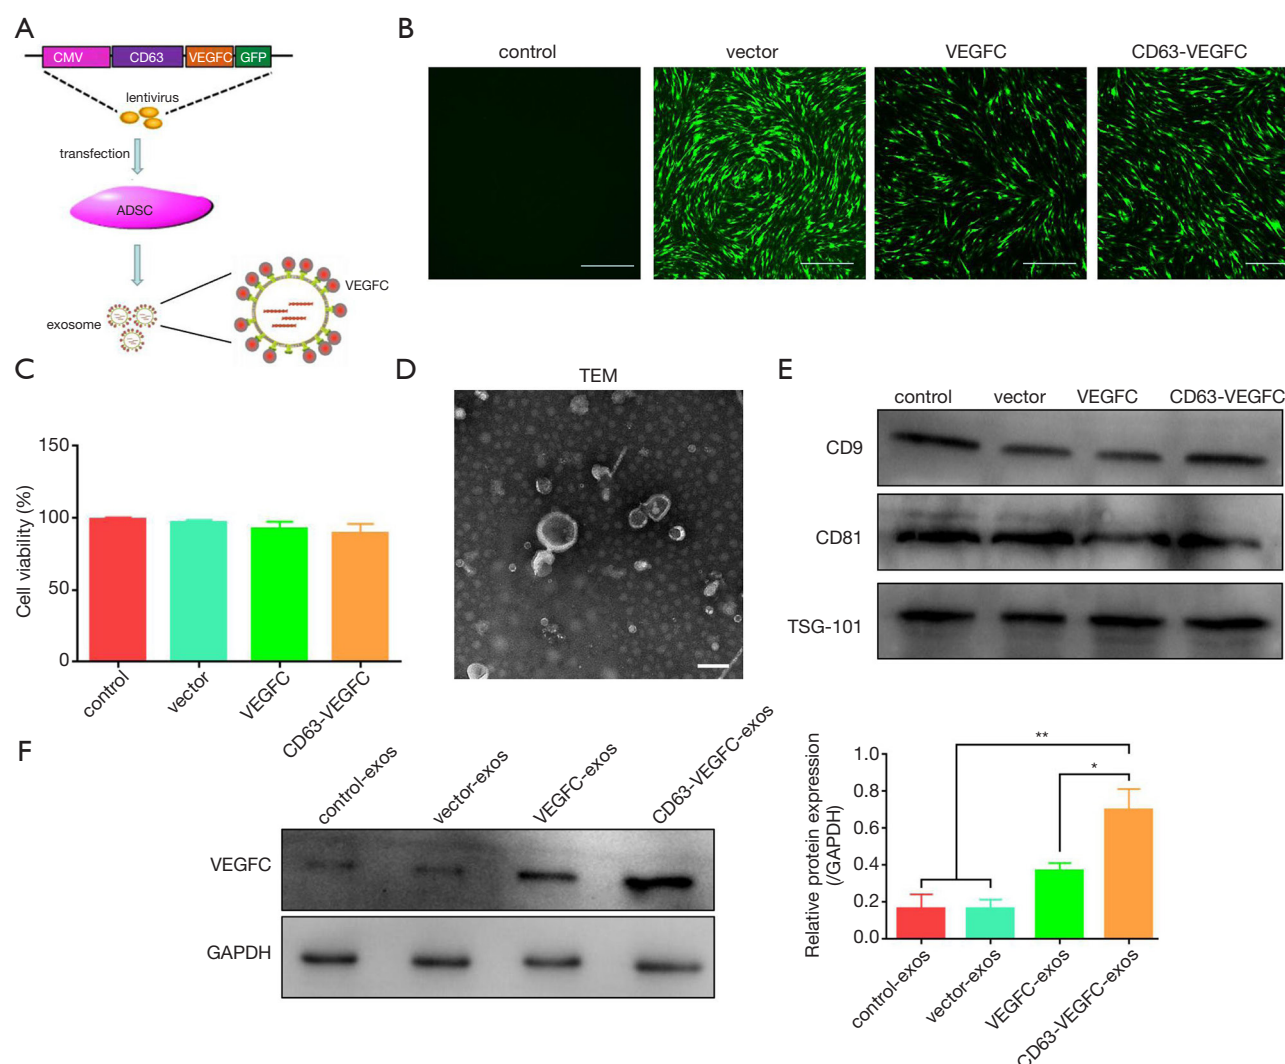 A
CMV CD63 VEGFC GFP
lentivirus
transfection
ADSC
exosome
VEGFC
B
control vector VEGFC CD63-VEGFC
C
Cell viability (%)
150
100
50
0
control vector VEGFC CD63-VEGFC
D
TEM
E
control vector VEGFC CD63-VEGFC
CD9
CD81
TSG-101
F
control-exos vector-exos VEGFC-exos CD63-VEGFC-exos
VEGFC
GAPDH
Relative protein expression
(/GAPDH)
1.0
0.8
0.6
0.4
0.2
0.0
**
*
control-exos vector-exos VEGFC-exos CD63-VEGFC-exos